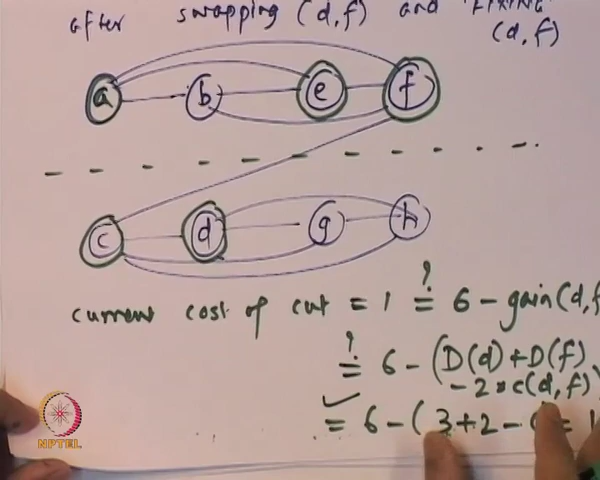 after swapping (d,f) and FIXING
(d,f)
a b e f
c d g h
current cost of cut = 1 ≟ 6 - gain(d,f
≟ 6 - (D(d)+D(f)
- 2 * c(d,f)
= 6 - (3+2-
NPTEL